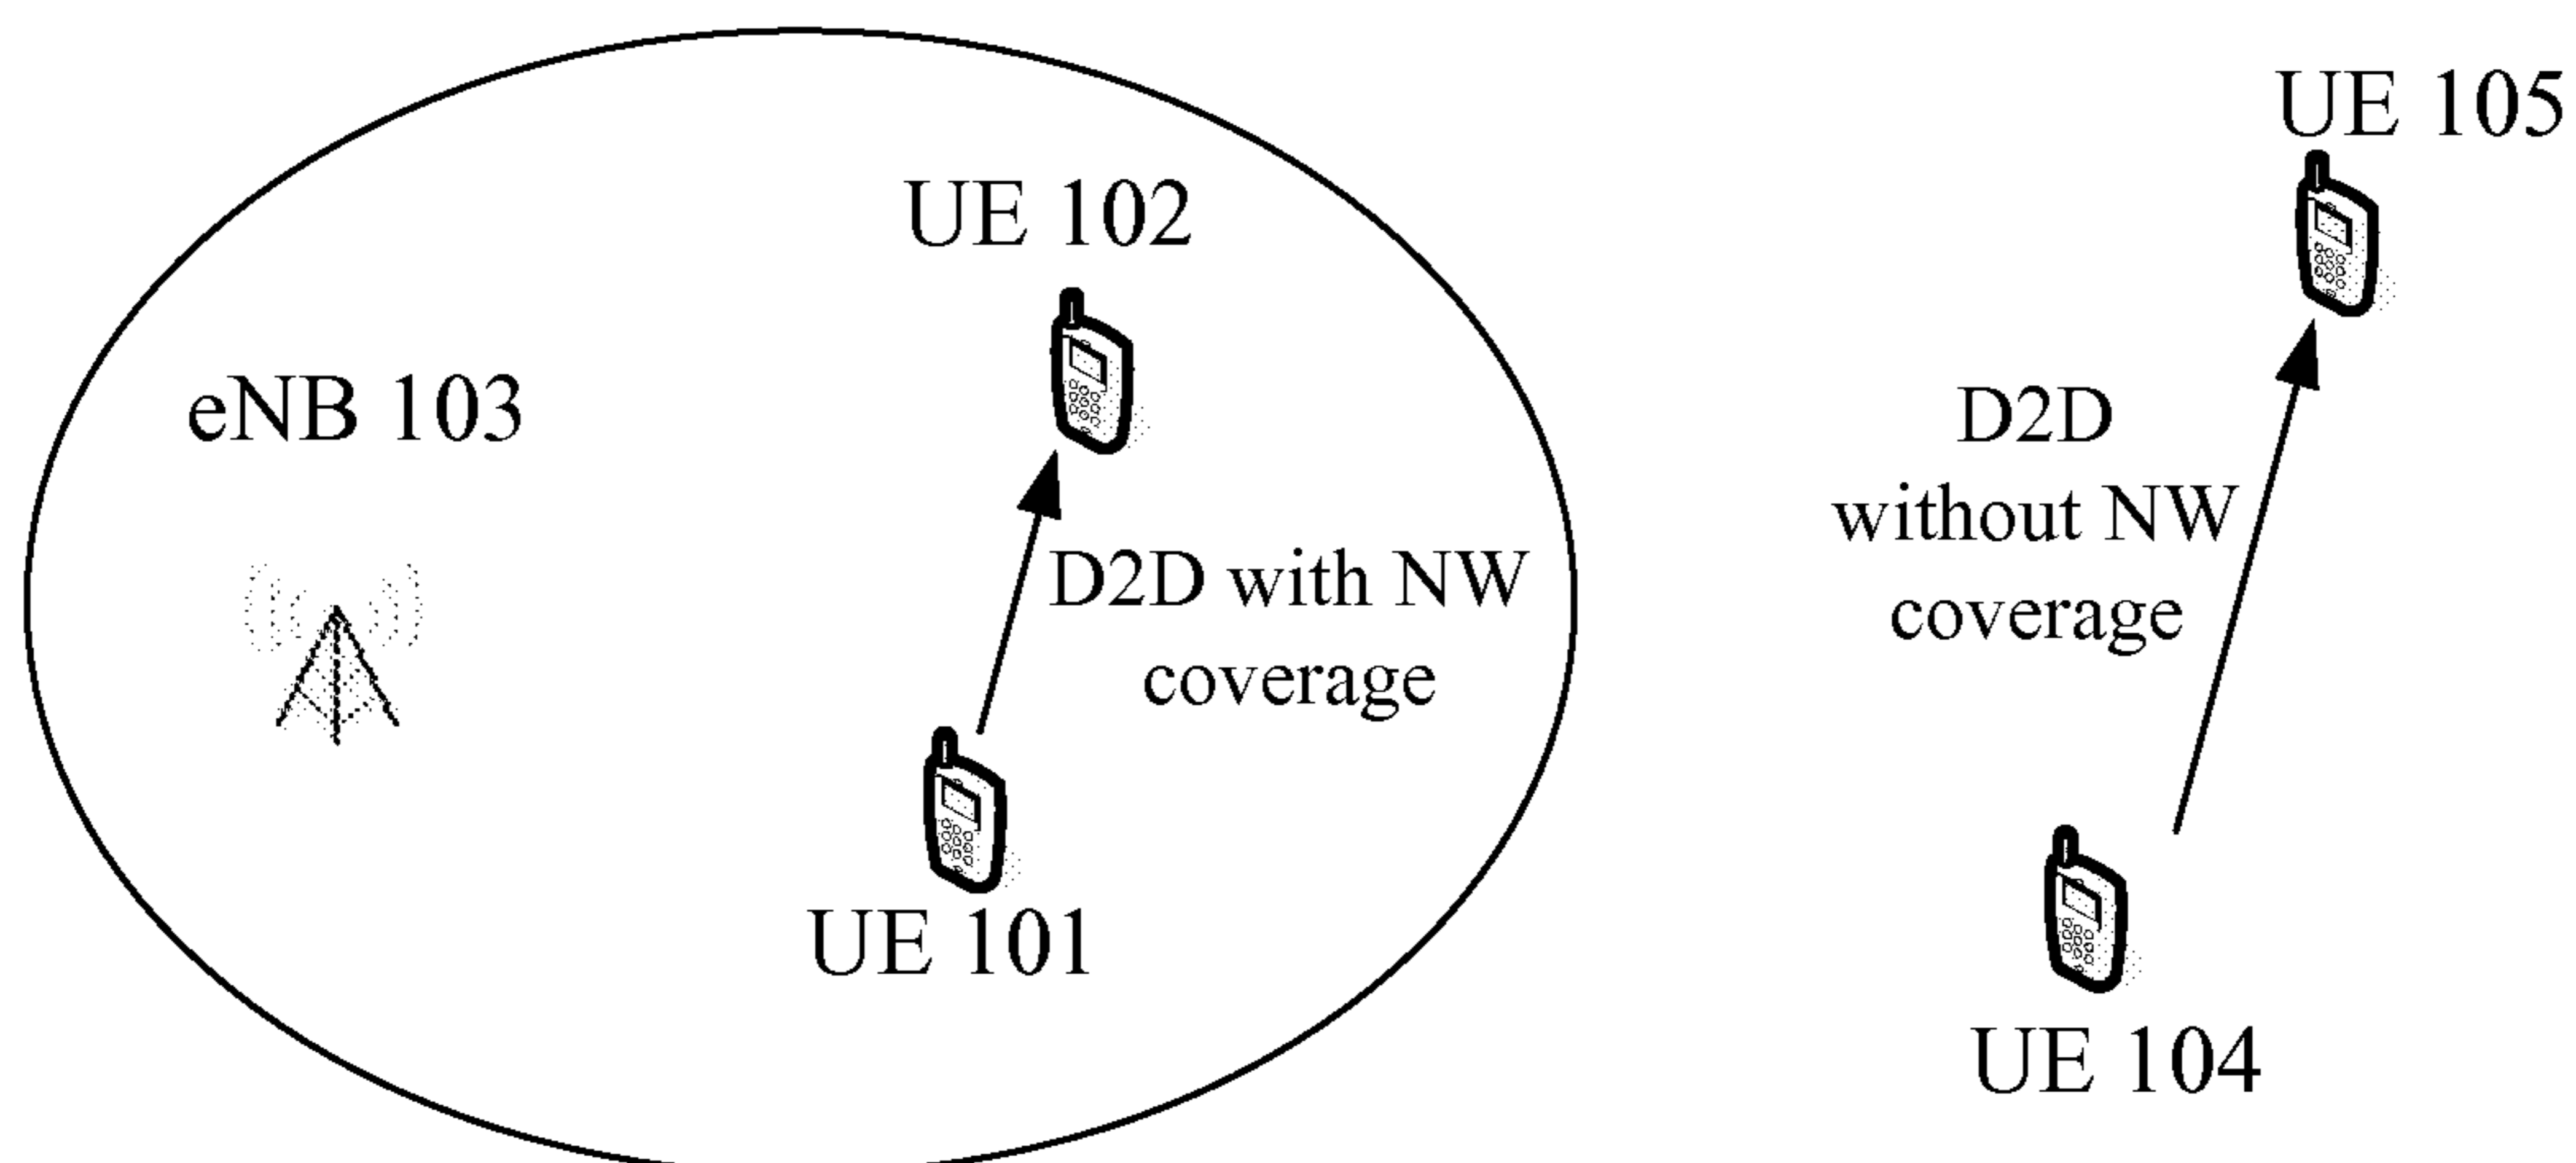 UE 105
UE 102
eNB 103
D2D
without NW
coverage
D2D with NW
coverage
UE 101
UE 104